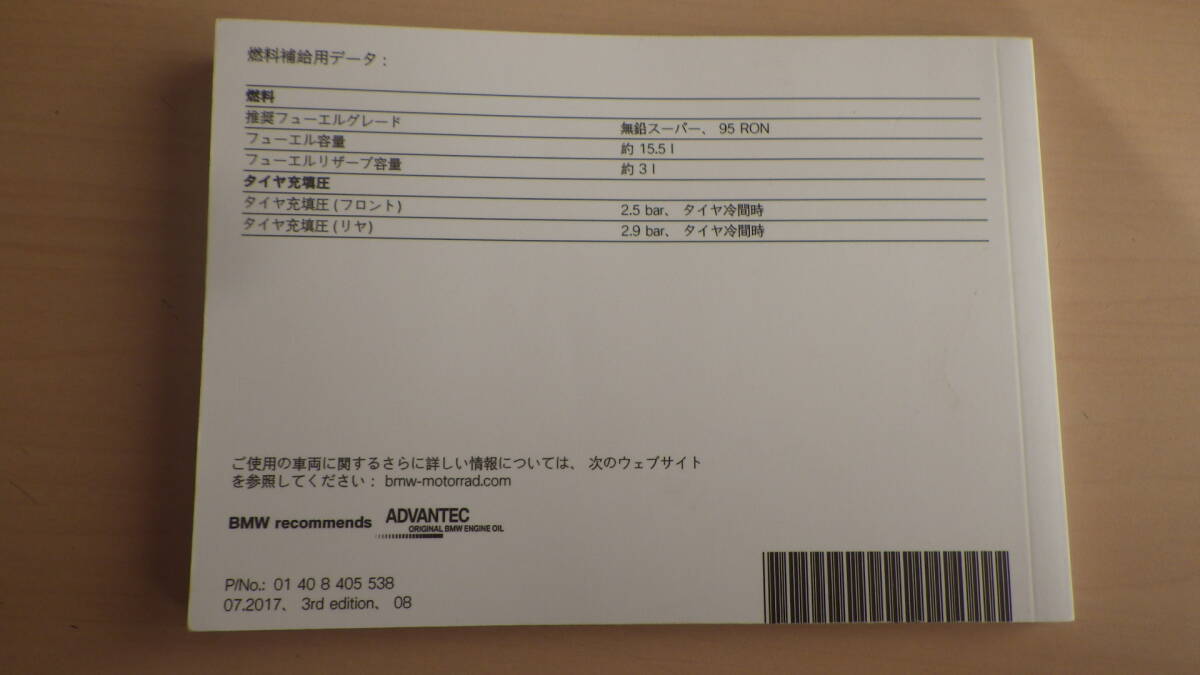 燃料補給用データ：
燃料
推奨フューエルグレード 無鉛スーパー、 95 RON
フューエル容量 約 15.5 l
フューエルリザーブ容量 約 3 l
タイヤ充填圧
タイヤ充填圧 (フロント) 2.5 bar、 タイヤ冷間時
タイヤ充填圧 (リヤ) 2.9 bar、 タイヤ冷間時
ご使用の車両に関するさらに詳しい情報については、 次のウェブサイト
を参照してください： bmw-motorrad.com
BMW recommends ADVANTEC
ORIGINAL BMW ENGINE OIL
P/No.: 01 40 8 405 538
07.2017、 3rd edition、 08